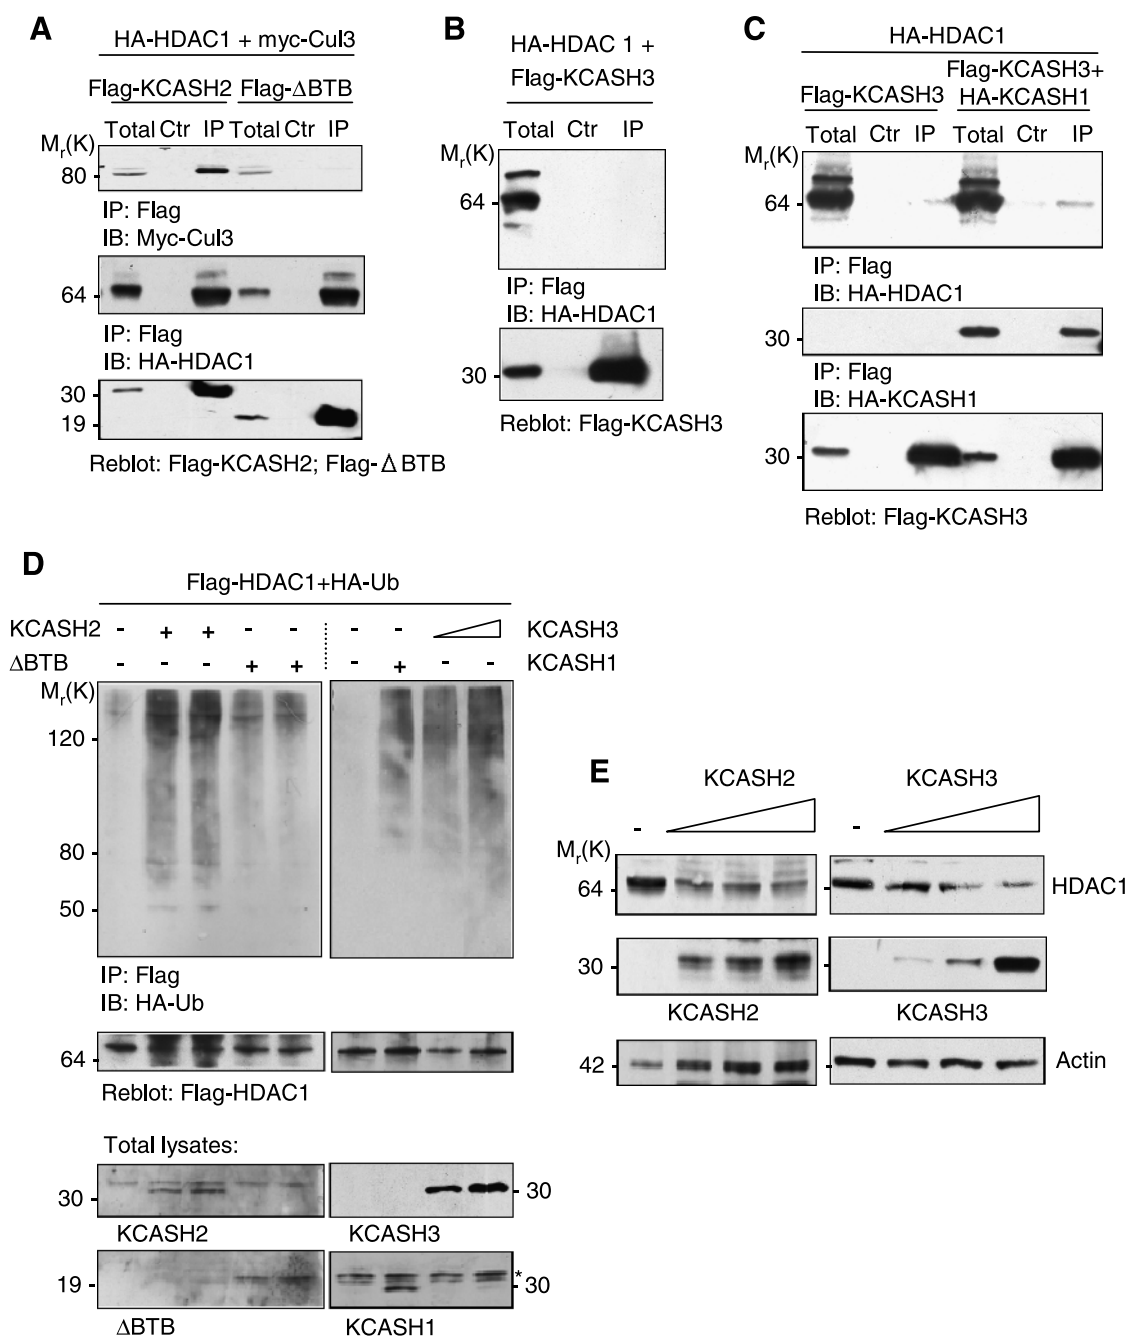 A
HA-HDAC1 + myc-Cul3
Flag-KCASH2 Flag-ΔBTB
Total Ctr IP Total Ctr IP
Mr(K)
80
IP: Flag
IB: Myc-Cul3
64
IP: Flag
IB: HA-HDAC1
30
19
Reblot: Flag-KCASH2; Flag-ΔBTB
B
HA-HDAC 1 +
Flag-KCASH3
Total Ctr IP
Mr(K)
64
IP: Flag
IB: HA-HDAC1
30
Reblot: Flag-KCASH3
C
HA-HDAC1
Flag-KCASH3+
Flag-KCASH3 HA-KCASH1
Total Ctr IP Total Ctr IP
Mr(K)
64
IP: Flag
IB: HA-HDAC1
30
IP: Flag
IB: HA-KCASH1
30
Reblot: Flag-KCASH3
D
Flag-HDAC1+HA-Ub
KCASH2 - + + - - - - KCASH3
ΔBTB - - - + + - + - - KCASH1
Mr(K)
120
80
50
IP: Flag
IB: HA-Ub
64
Reblot: Flag-HDAC1
Total lysates:
30 30
KCASH2 KCASH3
19 * 30
ΔBTB KCASH1
E
KCASH2 KCASH3
- -
Mr(K)
64 HDAC1
30
KCASH2 KCASH3
42 Actin